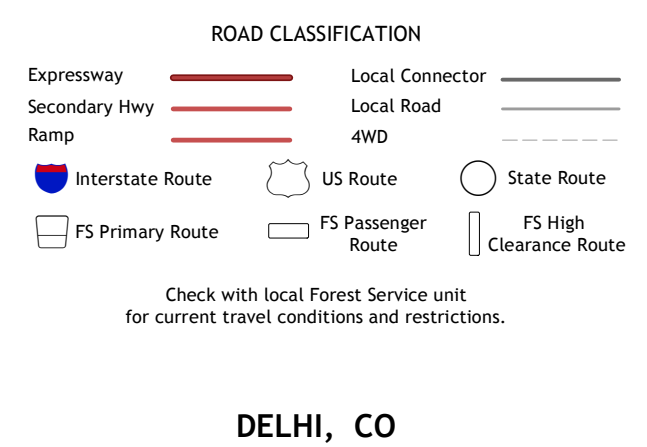 ROAD CLASSIFICATION
Expressway
Local Connector
Secondary Hwy
Local Road
Ramp
4WD
Interstate Route
US Route
State Route
FS Primary Route
FS Passenger
Route
FS High
Clearance Route
Check with local Forest Service unit
for current travel conditions and restrictions.
DELHI, CO